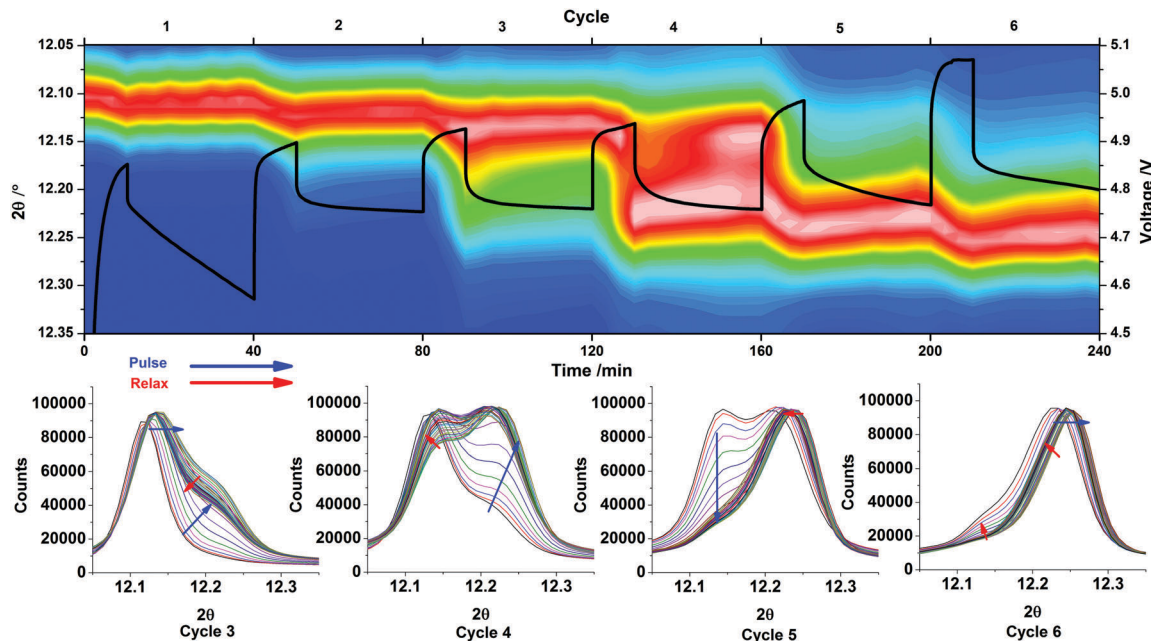 Cycle
1 2 3 4 5 6
12.05
12.10
12.15
12.20
12.25
12.30
12.35
2θ /°
5.1
5.0
4.9
4.8
4.7
4.6
4.5
Voltage /V
0 40 80 120 160 200 240
Time /min
Pulse
Relax
100000
80000
60000
40000
20000
0
Counts
12.1 12.2 12.3
2θ
Cycle 3
100000
80000
60000
40000
20000
0
Counts
12.1 12.2 12.3
2θ
Cycle 4
100000
80000
60000
40000
20000
0
Counts
12.1 12.2 12.3
2θ
Cycle 5
100000
80000
60000
40000
20000
0
Counts
12.1 12.2 12.3
2θ
Cycle 6